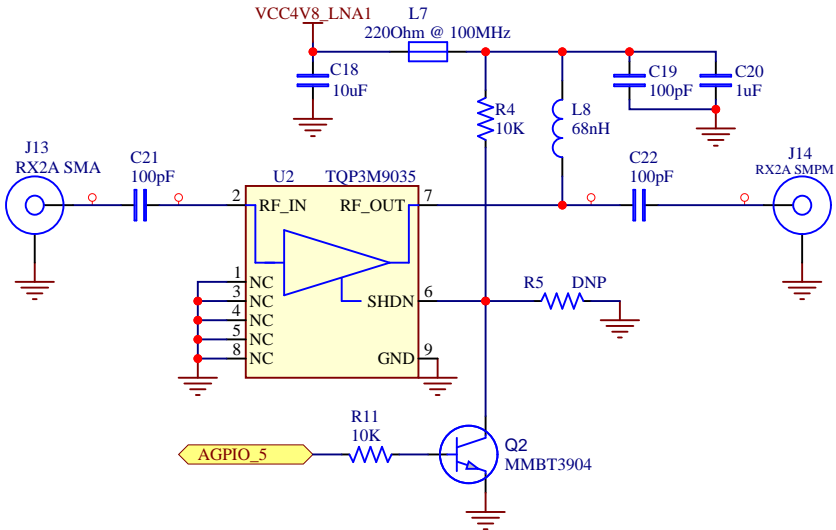 VCC4V8_LNA1
L7
220Ohm @ 100MHz
C18
10uF
R4
10K
L8
68nH
C19
100pF
C20
1uF
J13
RX2A SMA
C21
100pF
U2
TQP3M9035
C22
100pF
J14
RX2A SMPM
2
RF_IN
RF_OUT
7
1
NC
3
NC
4
NC
5
NC
8
NC
SHDN
6
GND
9
R5
DNP
R11
10K
AGPIO_5
Q2
MMBT3904